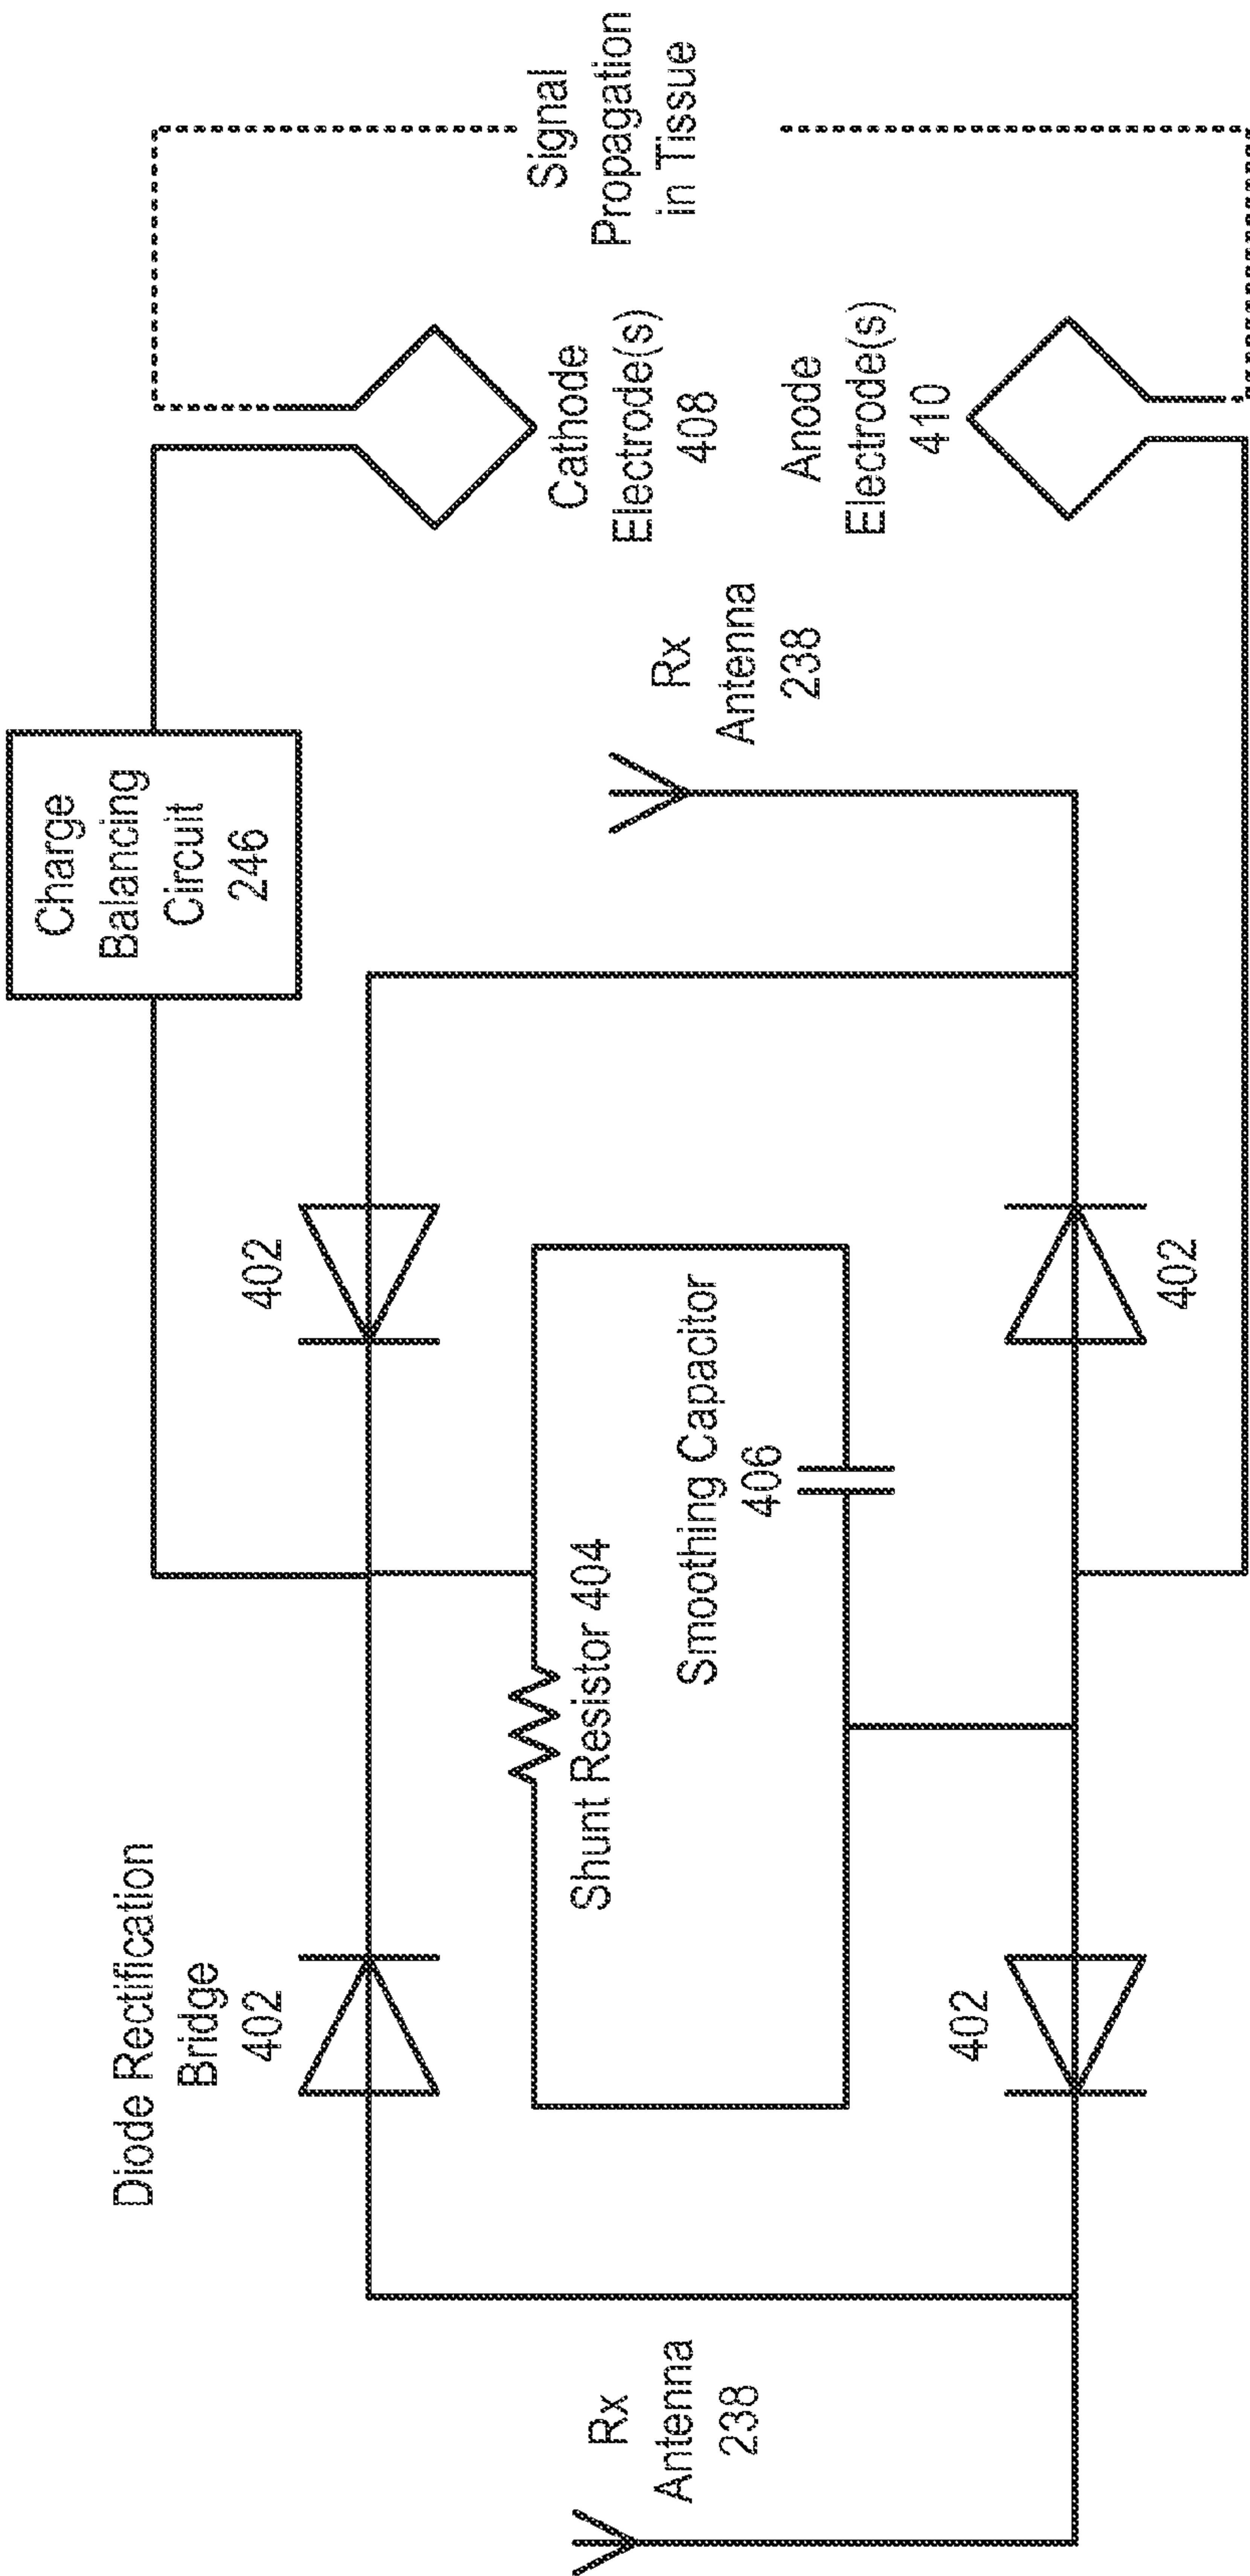 Charge
Balancing
Circuit
246
Diode Rectification
Bridge
402
402
Signal
Propagation
in Tissue
Cathode
Electrode(s)
408
Shunt Resistor 404
Rx
Antenna
238
Rx
Antenna
238
Smoothing Capacitor
406
Anode
Electrode(s)
410
402
402